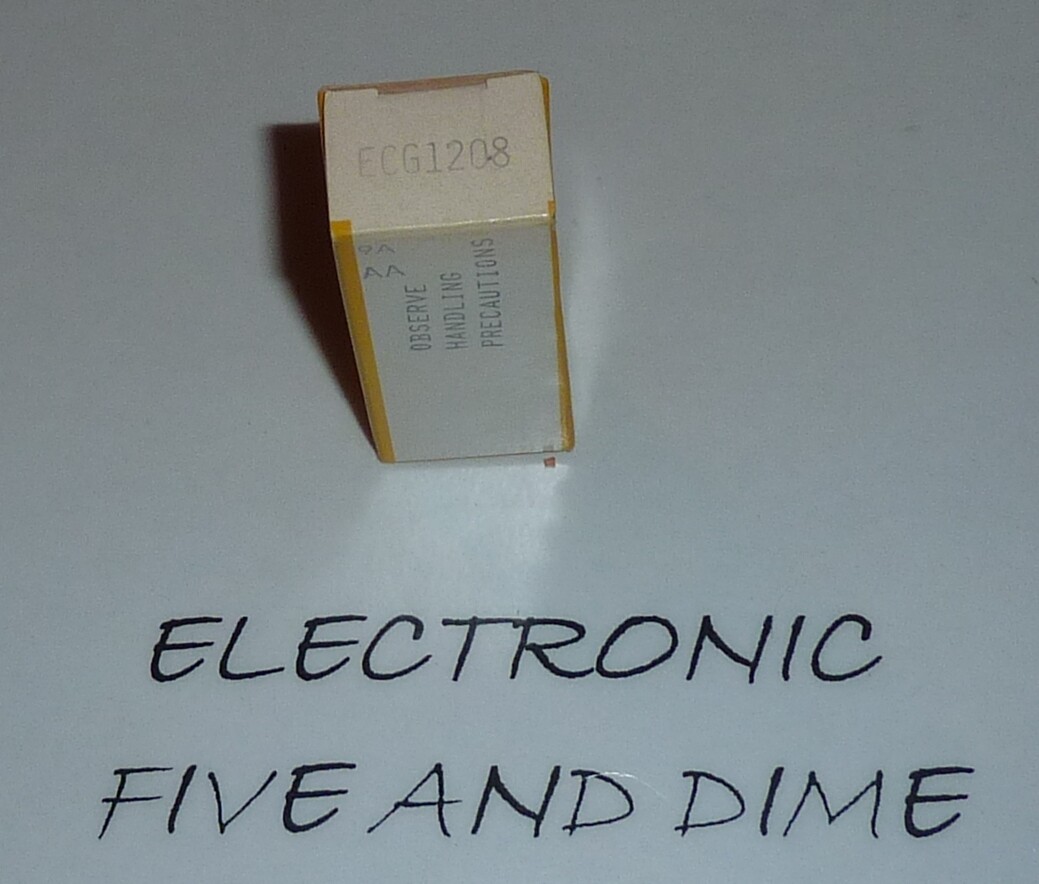 ECG1208
OBSERVE
HANDLING
PRECAUTIONS
ELECTRONIC
FIVE AND DIME